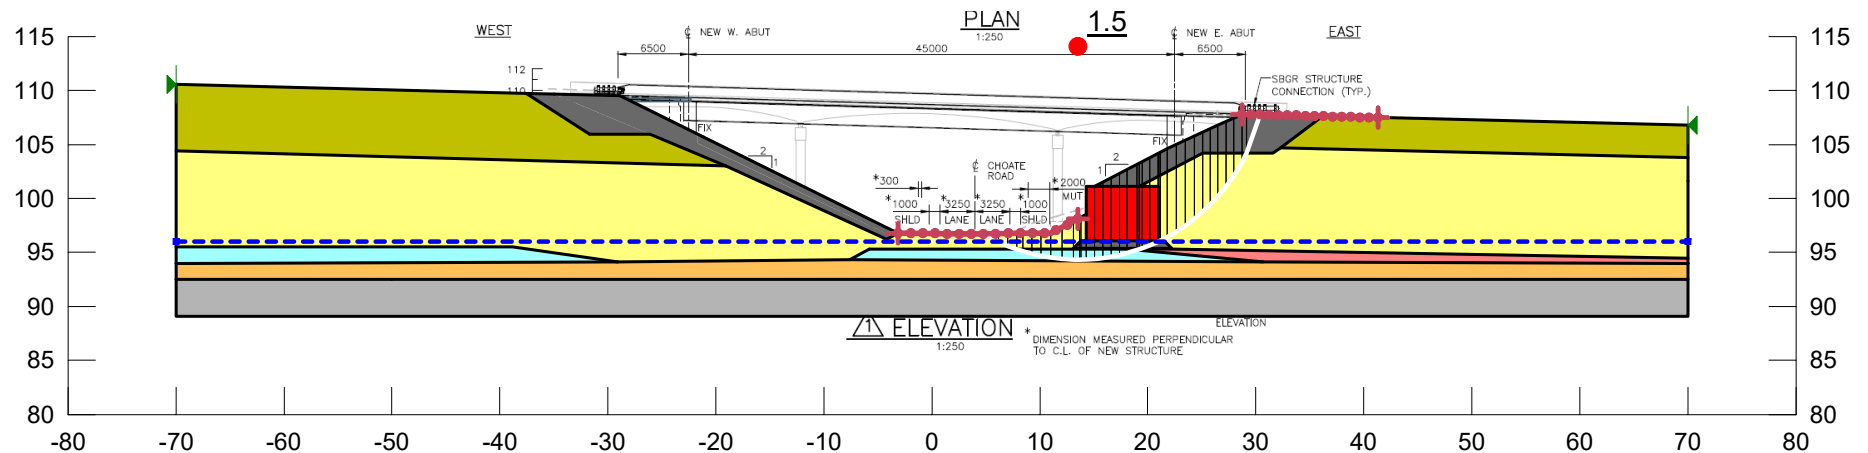 PLAN
1:250
1.5
WEST
℄ NEW W. ABUT
℄ NEW E. ABUT
EAST
6500
45000
6500
112
110
SBGR STRUCTURE
CONNECTION (TYP.)
FIX
FIX
2
1
2
1
℄ CHOATE
ROAD
*300
*2000
MUT
*1000
*3250
*3250
*1000
SHLD
LANE
LANE
SHLD
115
110
105
100
95
90
85
80
115
110
105
100
95
90
85
80
1 ELEVATION
1:250
ELEVATION
* DIMENSION MEASURED PERPENDICULAR
TO C.L. OF NEW STRUCTURE
-80 -70 -60 -50 -40 -30 -20 -10 0 10 20 30 40 50 60 70 80